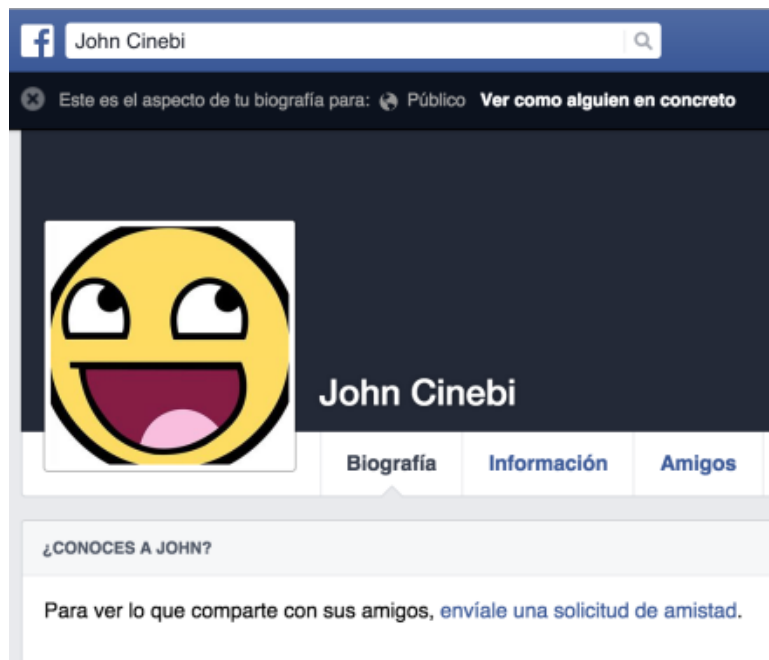 f
John Cinebi
Este es el aspecto de tu biografía para: Público Ver como alguien en concreto
John Cinebi
Biografía Información Amigos
¿CONOCES A JOHN?
Para ver lo que comparte con sus amigos, envíale una solicitud de amistad.